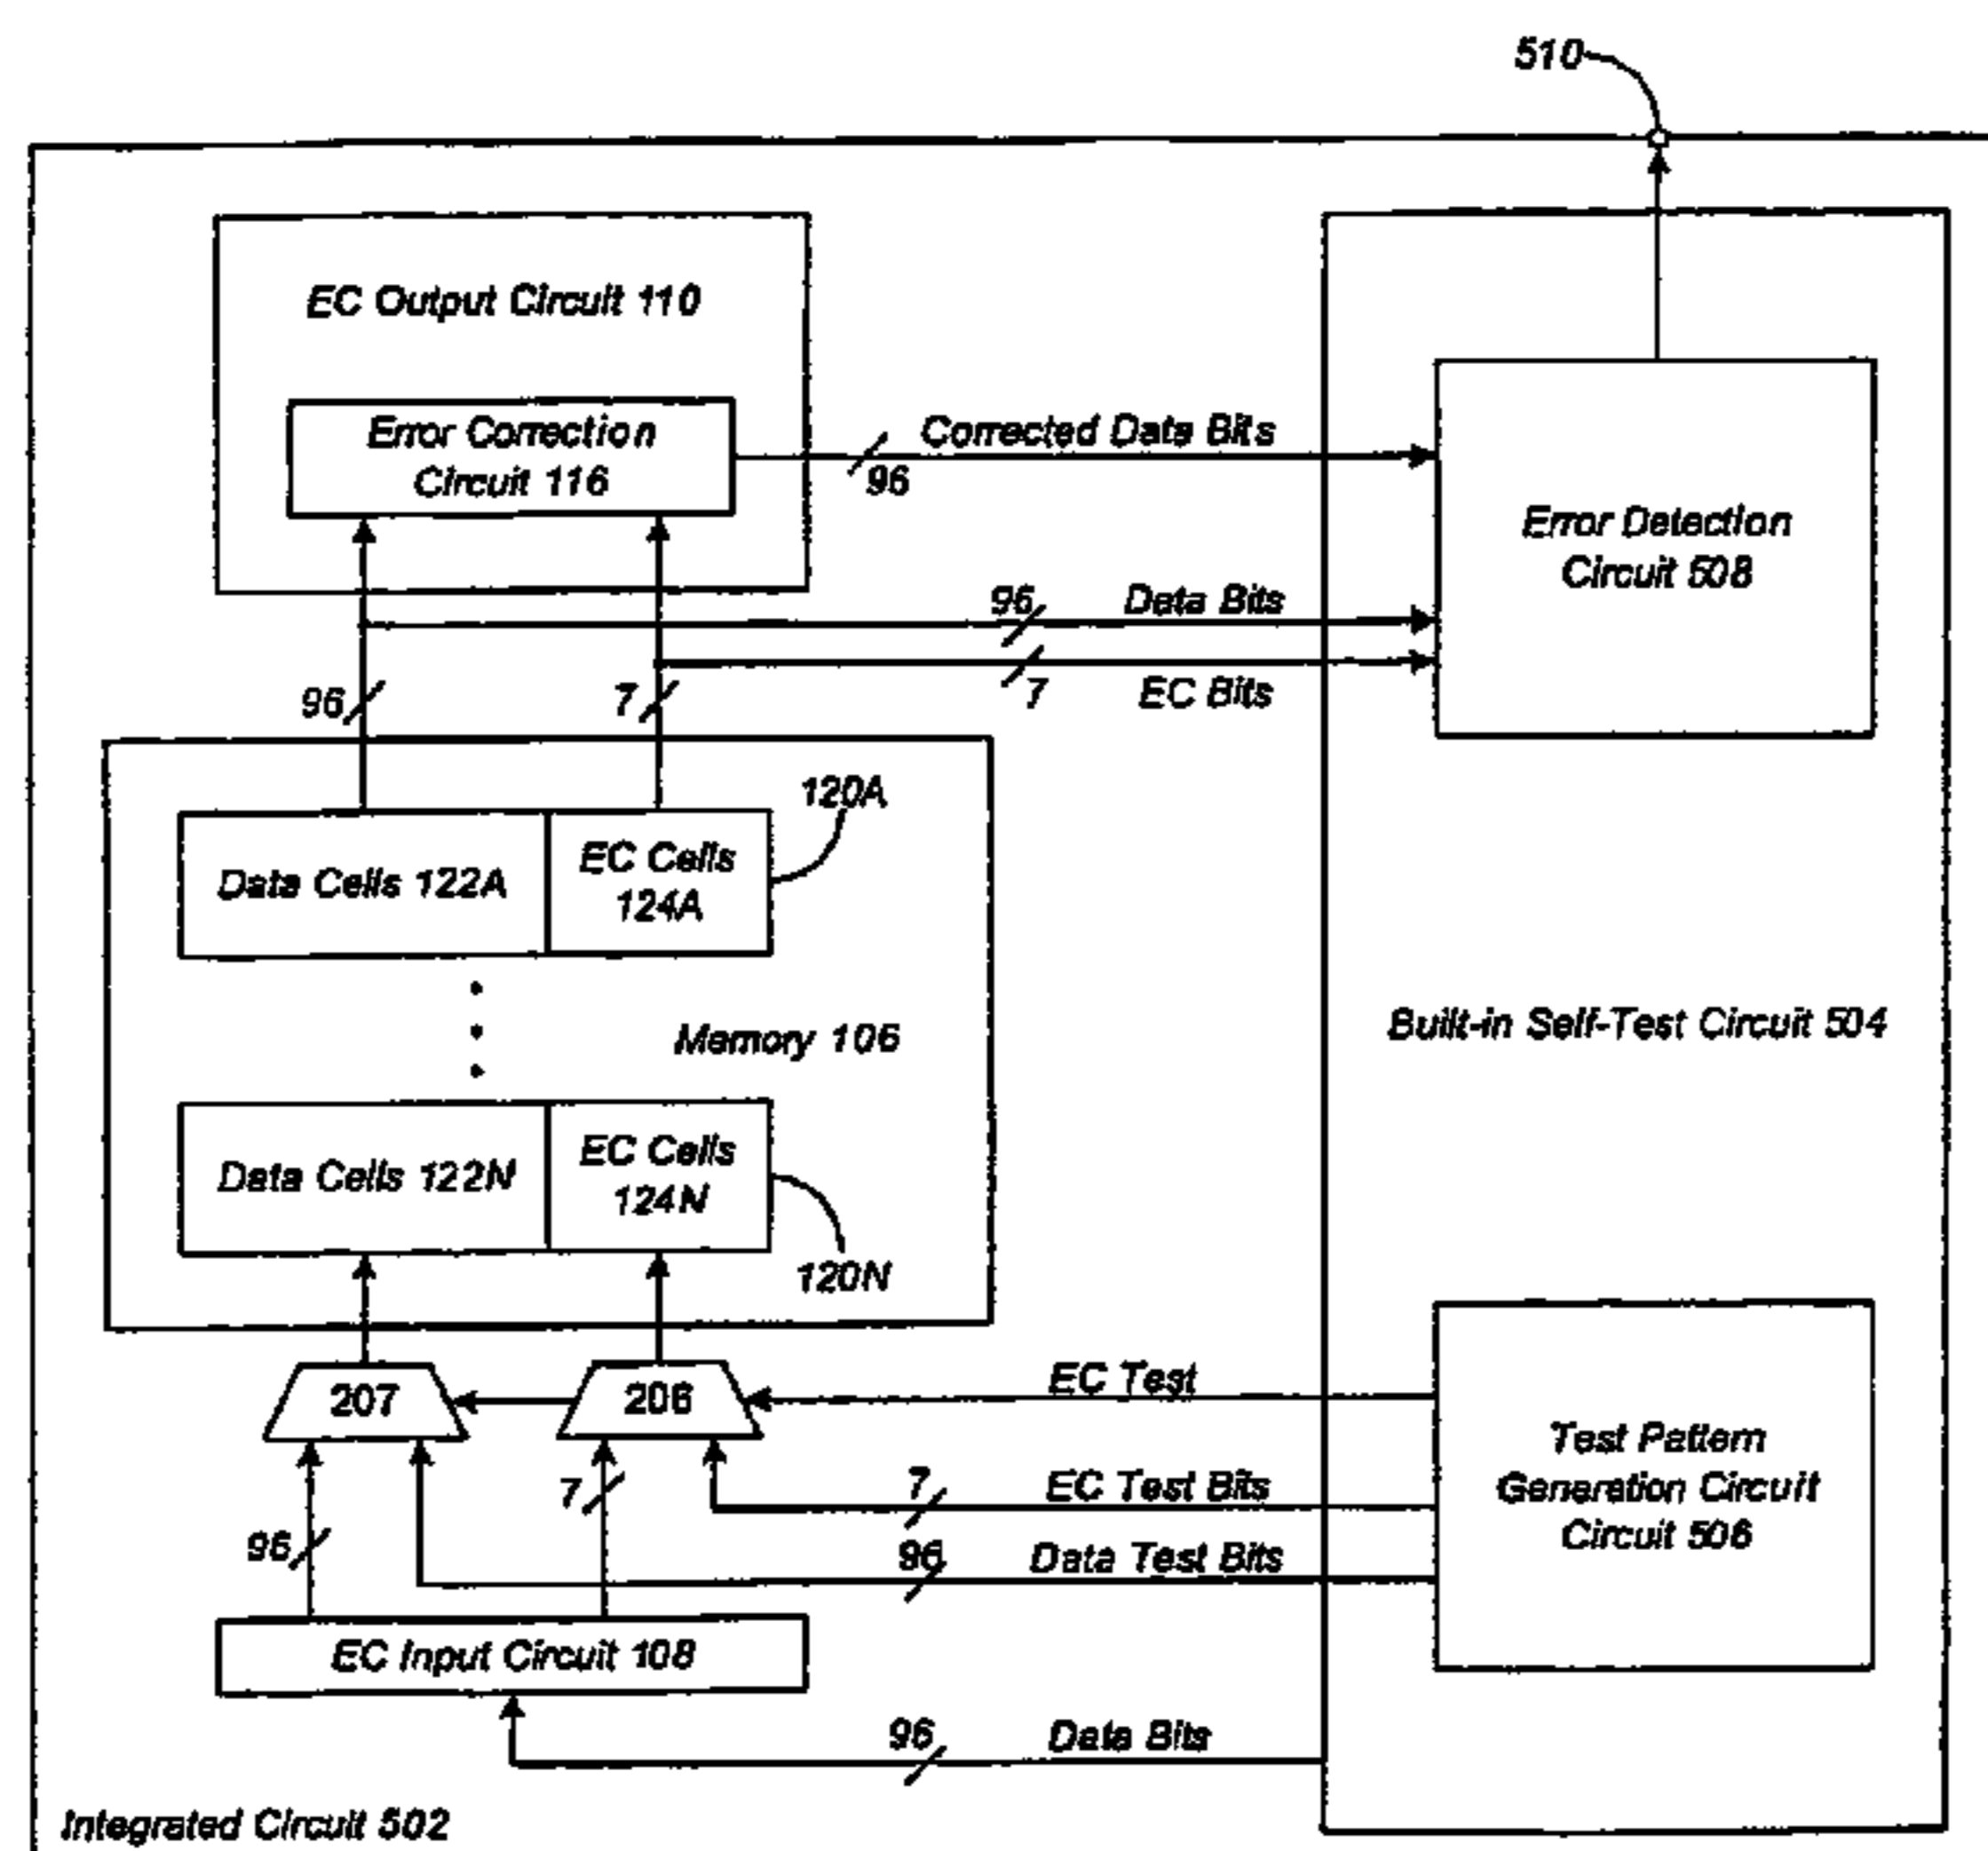 510
EC Output Circuit 110
Error Correction
Circuit 116
Corrected Data Bits
96
Error Detection
Circuit 508
96
Data Bits
7
EC Bits
96
7
120A
Data Cells 122A
EC Cells
124A
Memory 106
Built-in Self-Test Circuit 504
Data Cells 122N
EC Cells
124N
120N
207
206
EC Test
Test Pattern
Generation Circuit
Circuit 506
7
EC Test Bits
7
96
96
Data Test Bits
EC Input Circuit 108
96
Data Bits
Integrated Circuit 502